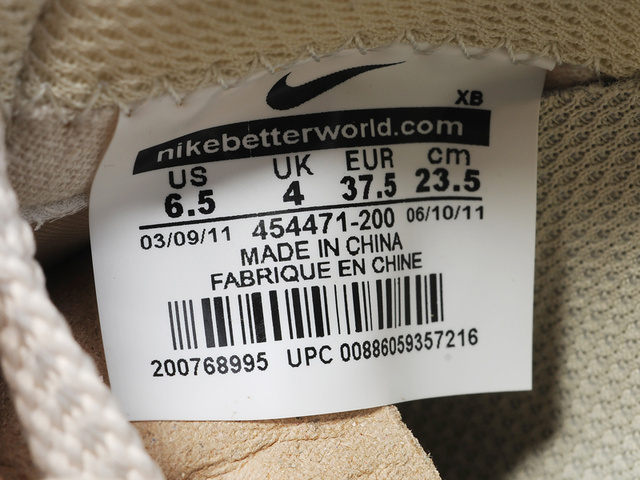 XB
nikebetterworld.com
US UK EUR cm
6.5 4 37.5 23.5
03/09/11 454471-200 06/10/11
MADE IN CHINA
FABRIQUE EN CHINE
200768995 UPC 00886059357216